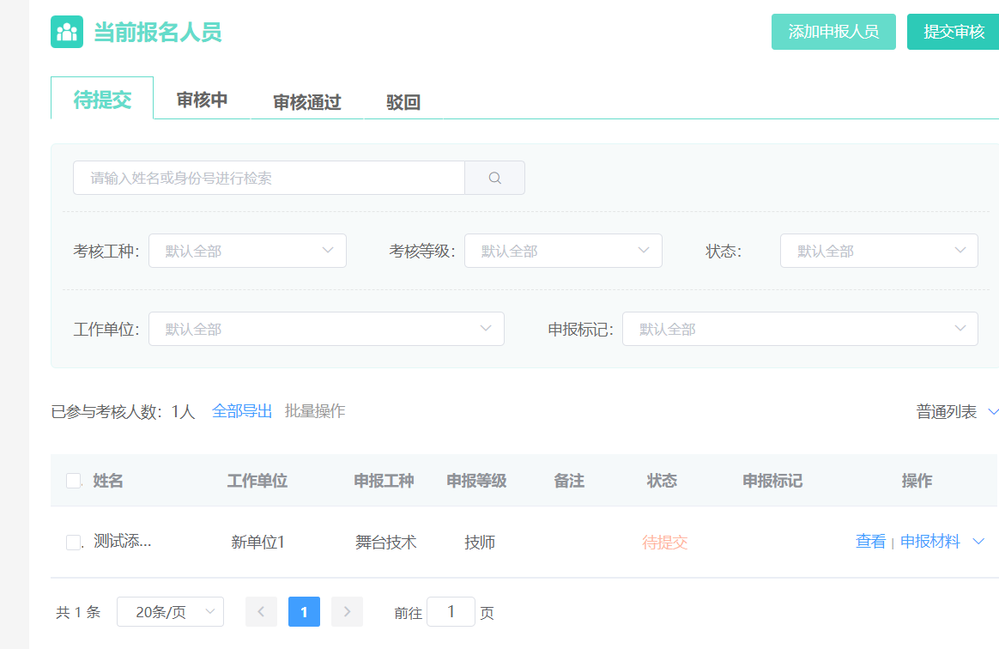 当前报名人员 添加申报人员 提交审核
待提交 审核中 审核通过 驳回
请输入姓名或身份号进行检索
考核工种: 默认全部 考核等级: 默认全部 状态: 默认全部
工作单位: 默认全部 申报标记: 默认全部
已参与考核人数: 1人 全部导出 批量操作 普通列表
姓名 工作单位 申报工种 申报等级 备注 状态 申报标记 操作
测试添... 新单位1 舞台技术 技师 待提交 查看 | 申报材料
共 1 条 20条/页 1 前往 1 页